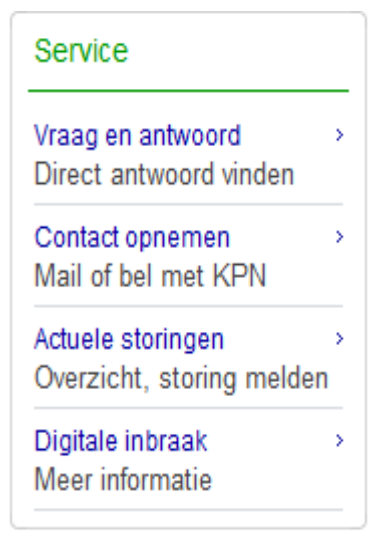 Service
Vraag en antwoord
Direct antwoord vinden
Contact opnemen
Mail of bel met KPN
Actuele storingen
Overzicht, storing melden
Digitale inbraak
Meer informatie